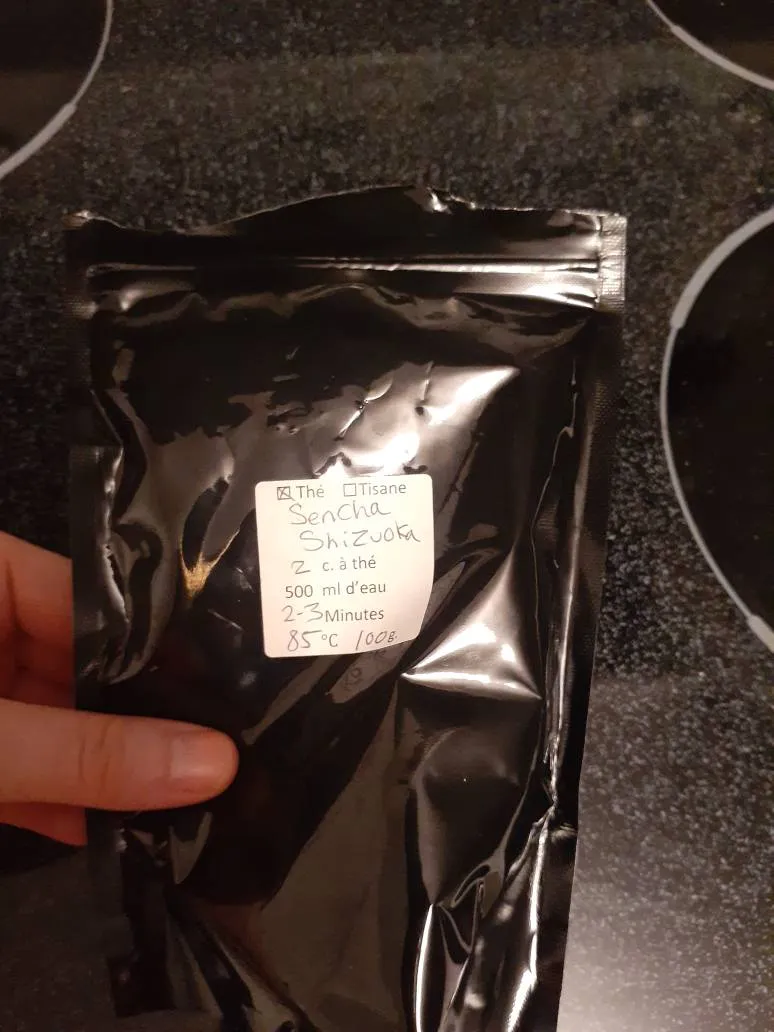 ☒ Thé ☐ Tisane
Sencha
Shizuoka
2 c. à thé
500 ml d'eau
2-3 Minutes
85°C 100g.